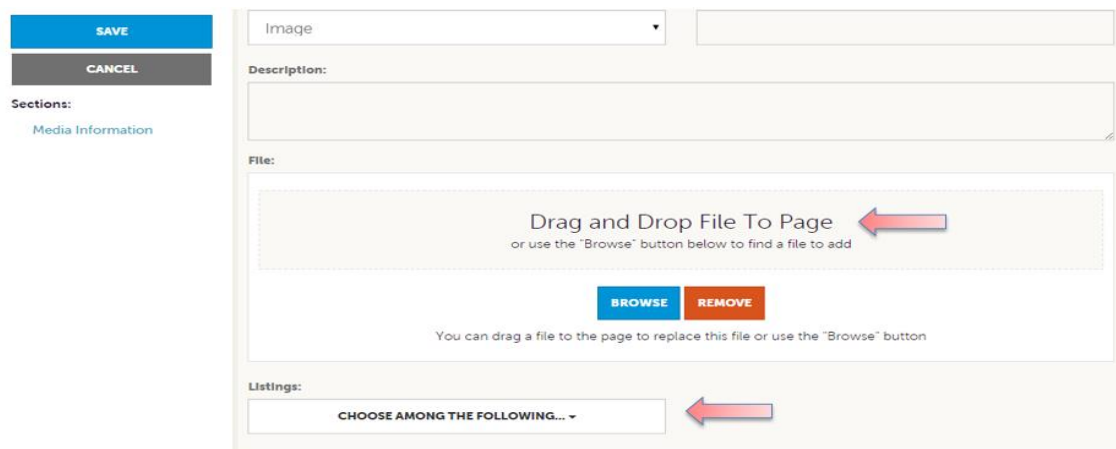 SAVE
CANCEL
Sections:
Media Information
Image
Description:
File:
Drag and Drop File To Page
or use the "Browse" button below to find a file to add
BROWSE REMOVE
You can drag a file to the page to replace this file or use the "Browse" button
Listings:
CHOOSE AMONG THE FOLLOWING...